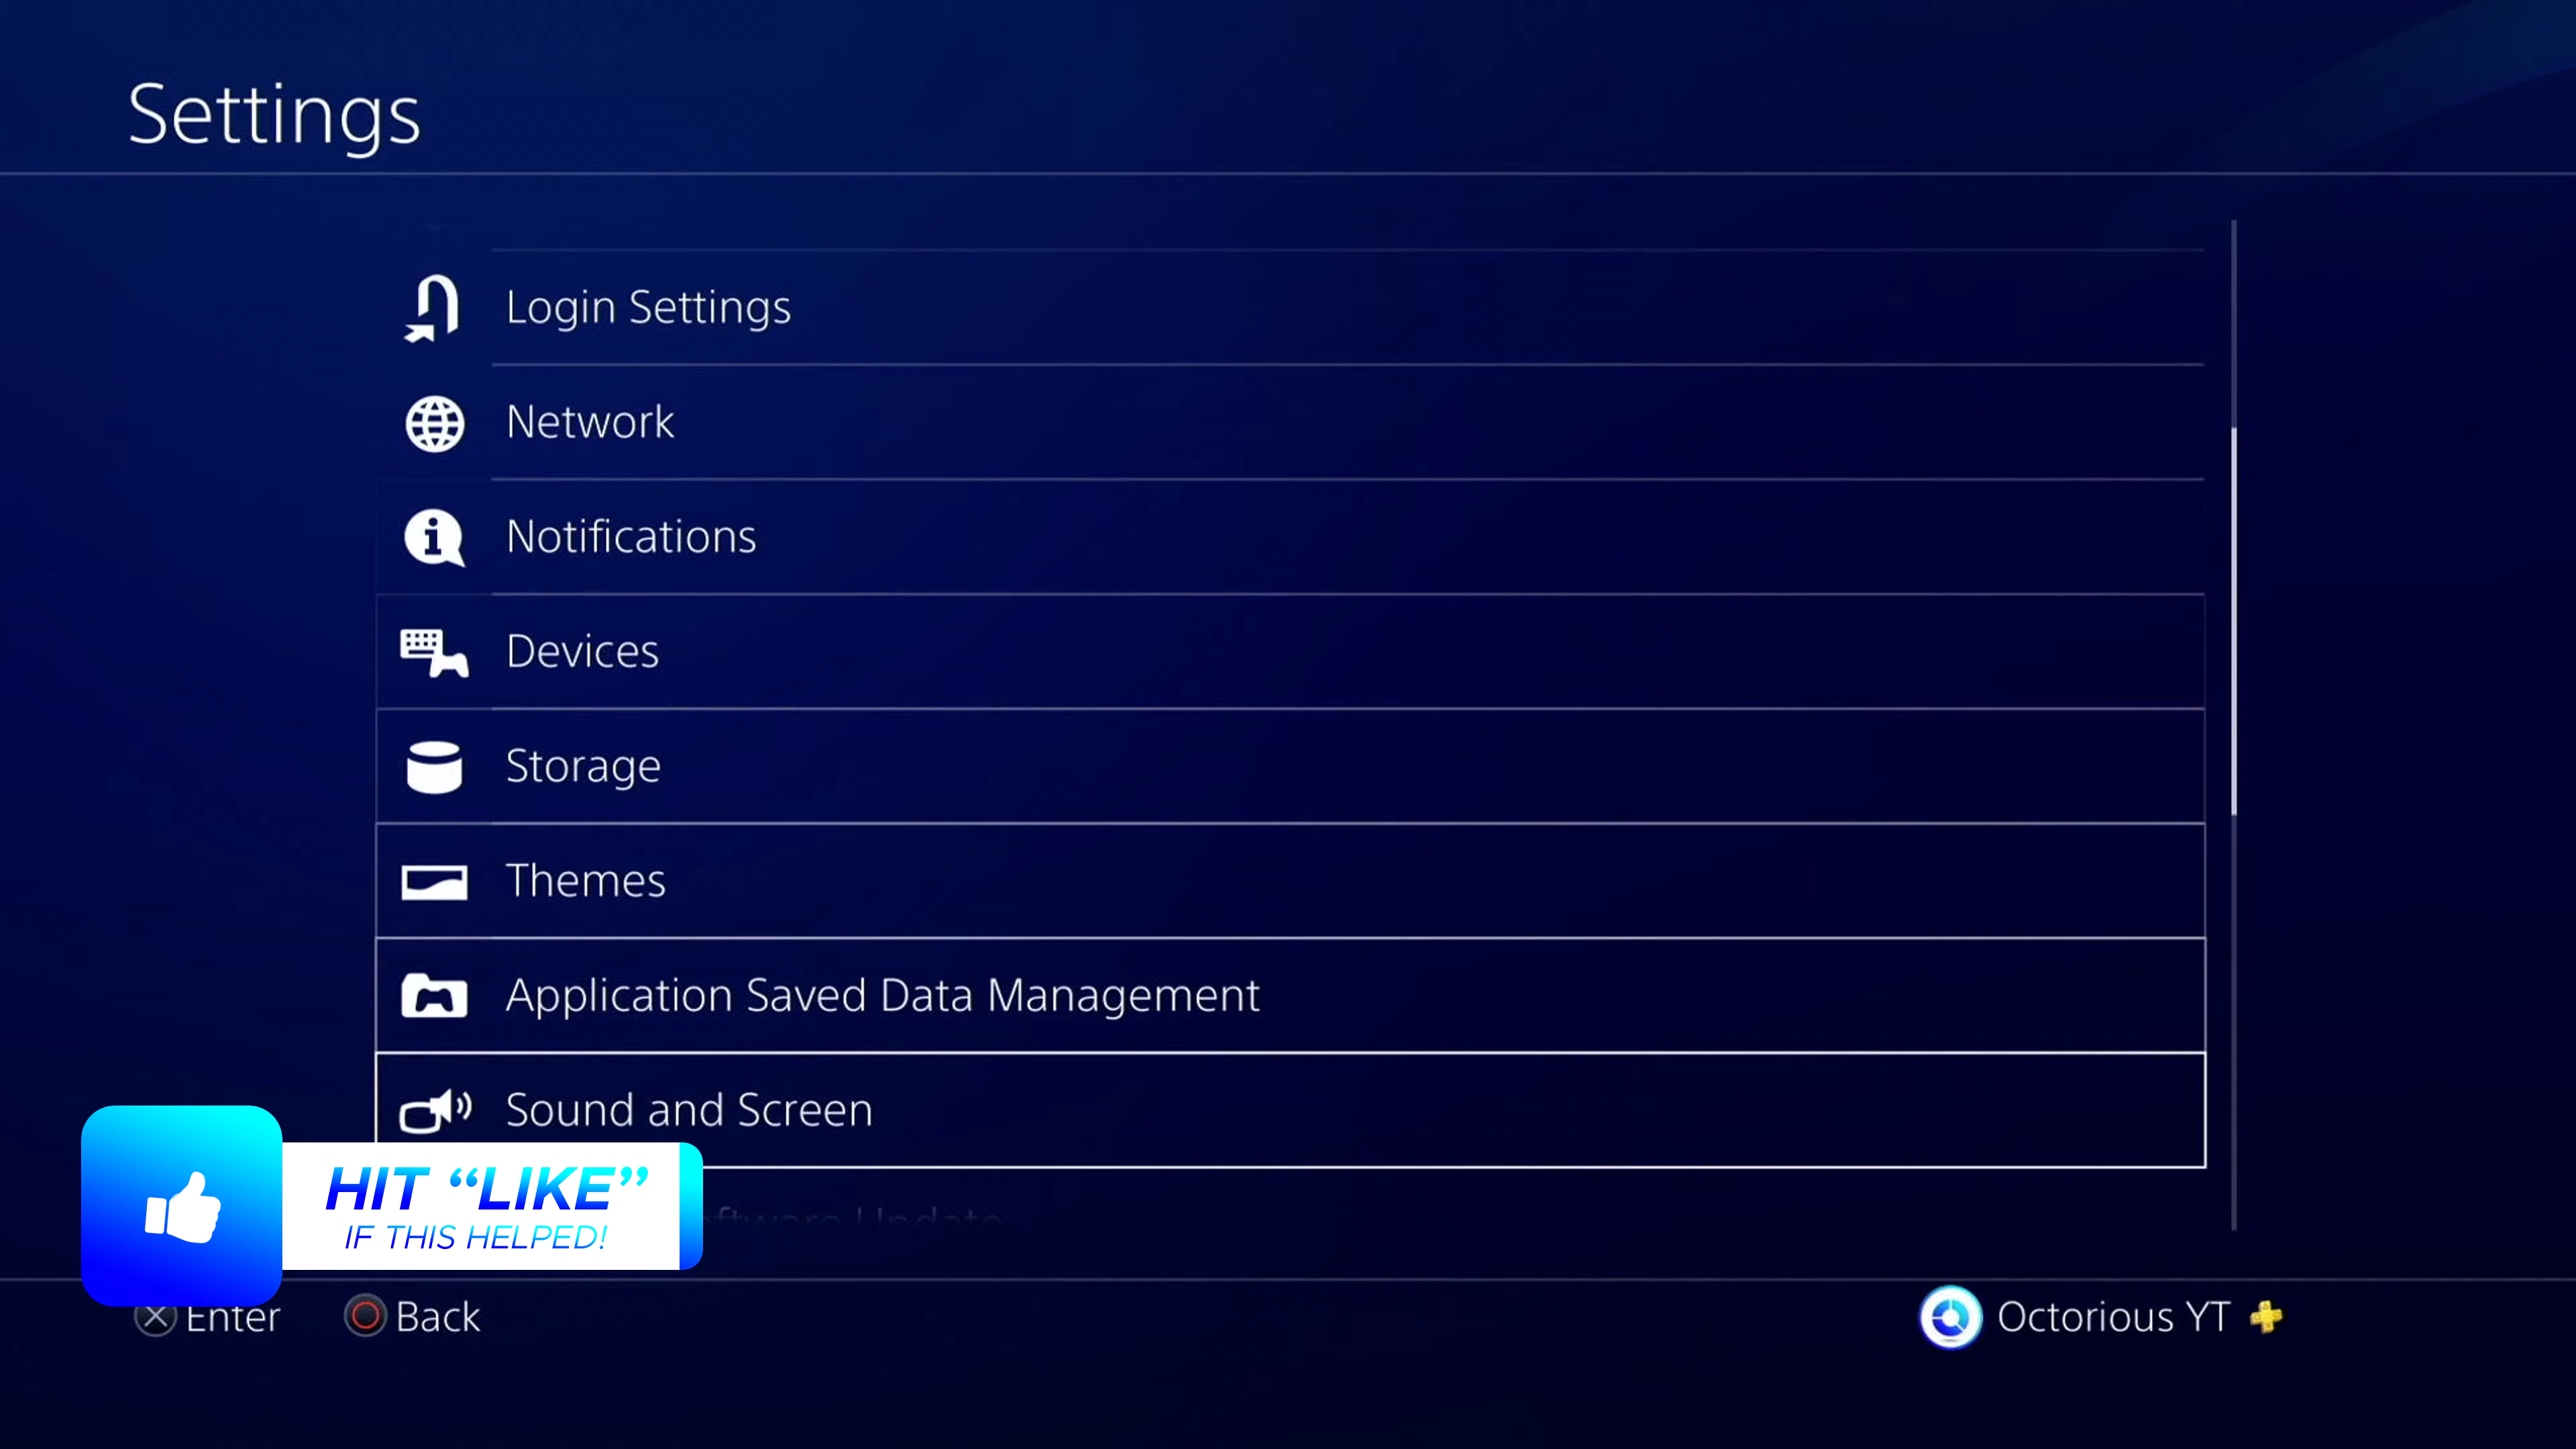 Settings
Login Settings
Network
Notifications
Devices
Storage
Themes
Application Saved Data Management
Sound and Screen
HIT “LIKE”
IF THIS HELPED!
Update
Enter
Back
Octorious YT